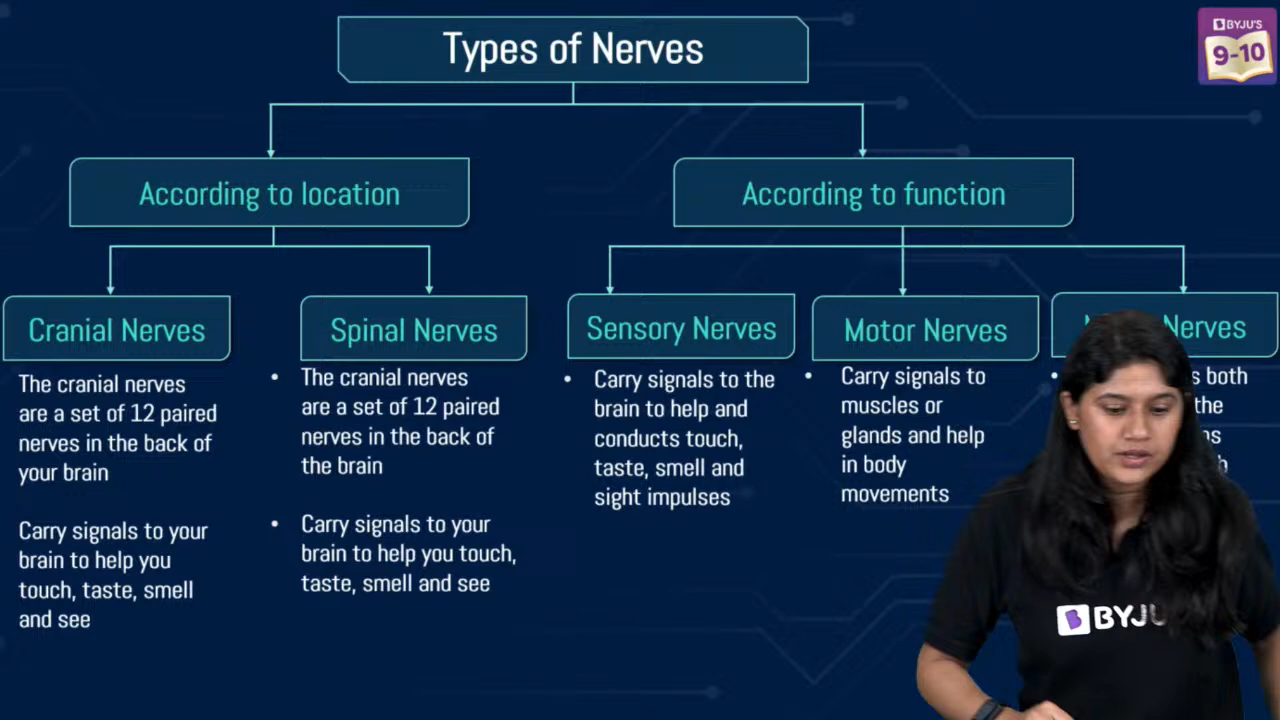 Types of Nerves
BYJU'S
9-10
According to location
According to function
Cranial Nerves
Spinal Nerves
Sensory Nerves
Motor Nerves
Nerves
The cranial nerves
are a set of 12 paired
nerves in the back of
your brain
Carry signals to your
brain to help you
touch, taste, smell
and see
• The cranial nerves
are a set of 12 paired
nerves in the back of
the brain
• Carry signals to your
brain to help you touch,
taste, smell and see
• Carry signals to the
brain to help and
conducts touch,
taste, smell and
sight impulses
• Carry signals to
muscles or
glands and help
in body
movements
both
the
BYJU